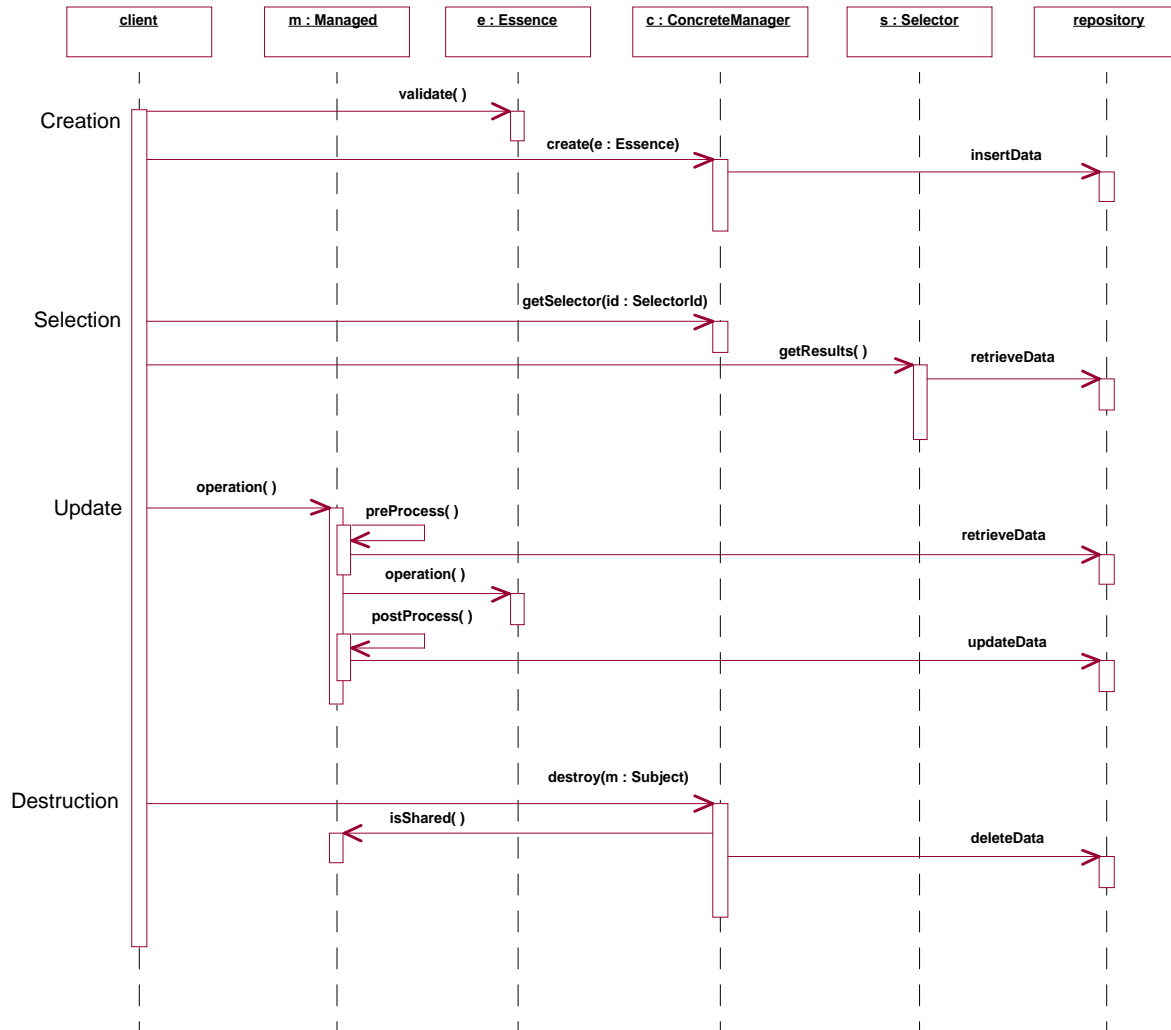 client
m : Managed
e : Essence
c : ConcreteManager
s : Selector
repository
validate( )
Creation
create(e : Essence)
insertData
getSelector(id : SelectorId)
Selection
getResults( )
retrieveData
operation( )
Update
preProcess( )
retrieveData
operation( )
postProcess( )
updateData
destroy(m : Subject)
Destruction
isShared( )
deleteData